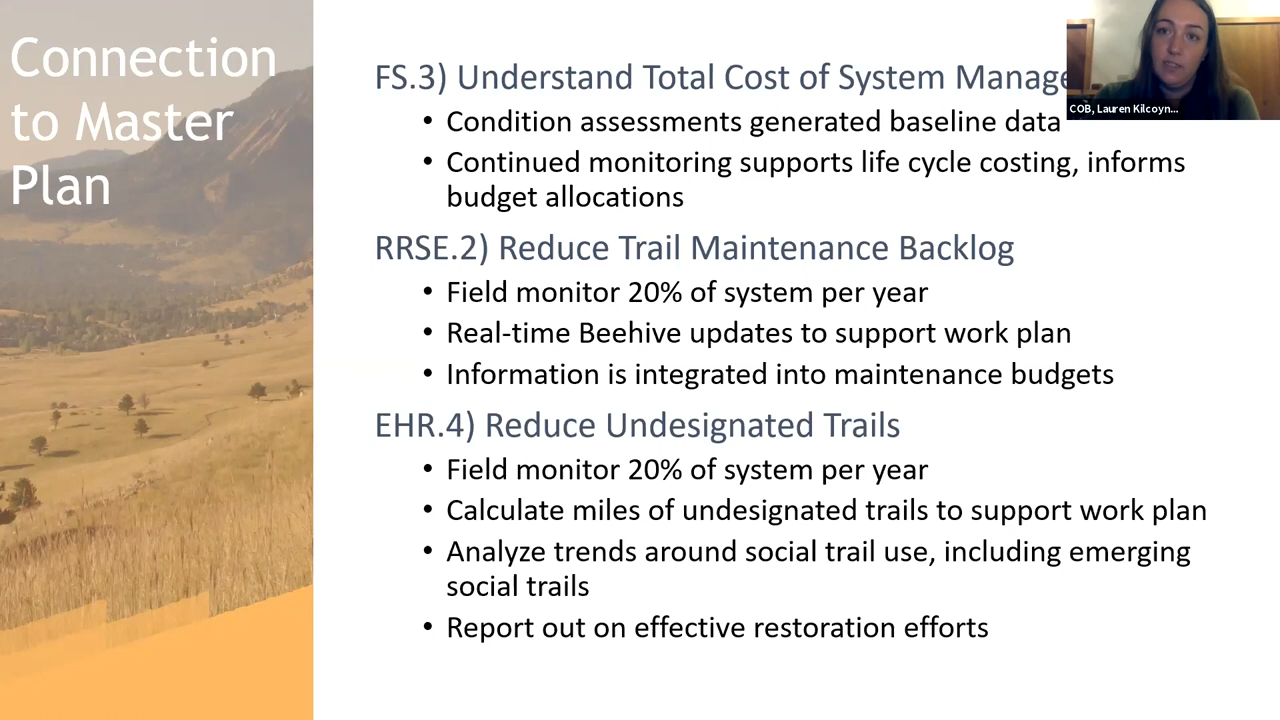 Connection
to Master
Plan
FS.3) Understand Total Cost of System
• Condition assessments generated baseline data
• Continued monitoring supports life cycle costing, informs
budget allocations
RRSE.2) Reduce Trail Maintenance Backlog
• Field monitor 20% of system per year
• Real-time Beehive updates to support work plan
• Information is integrated into maintenance budgets
EHR.4) Reduce Undesignated Trails
• Field monitor 20% of system per year
• Calculate miles of undesignated trails to support work plan
• Analyze trends around social trail use, including emerging
social trails
• Report out on effective restoration efforts
COB, Lauren Kilcoyn...